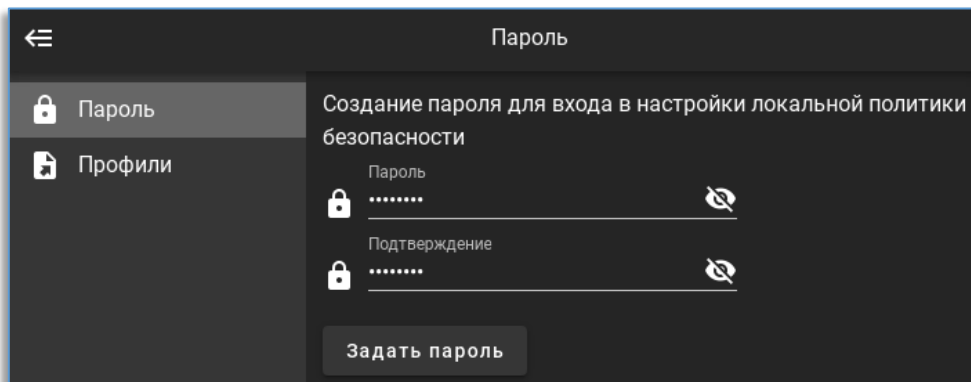 Пароль
Пароль
Профили
Создание пароля для входа в настройки локальной политики
безопасности
Пароль
••••••••
Подтверждение
••••••••
Задать пароль